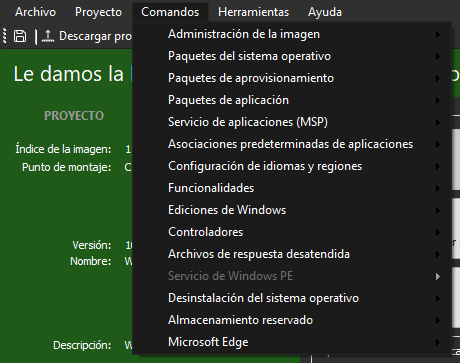 Archivo Proyecto Comandos Herramientas Ayuda
Descargar pro
Le damos la
PROYECTO
Índice de la imagen: 1
Punto de montaje: C
Versión: 10
Nombre: W
Descripción: W
Administración de la imagen
Paquetes del sistema operativo
Paquetes de aprovisionamiento
Paquetes de aplicación
Servicio de aplicaciones (MSP)
Asociaciones predeterminadas de aplicaciones
Configuración de idiomas y regiones
Funcionalidades
Ediciones de Windows
Controladores
Archivos de respuesta desatendida
Servicio de Windows PE
Desinstalación del sistema operativo
Almacenamiento reservado
Microsoft Edge